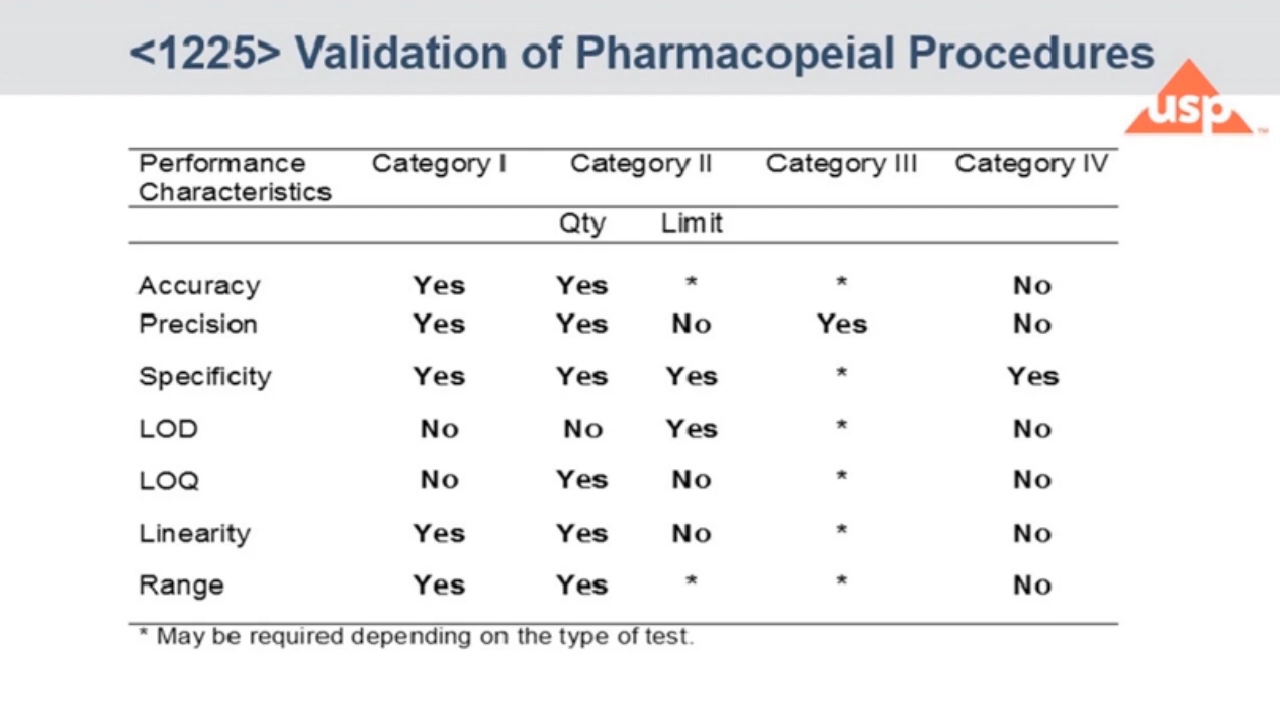 <1225> Validation of Pharmacopeial Procedures
usp™
Performance Characteristics Category I Category II Category III Category IV
Qty Limit
Accuracy Yes Yes * * No
Precision Yes Yes No Yes No
Specificity Yes Yes Yes * Yes
LOD No No Yes * No
LOQ No Yes No * No
Linearity Yes Yes No * No
Range Yes Yes * * No
* May be required depending on the type of test.